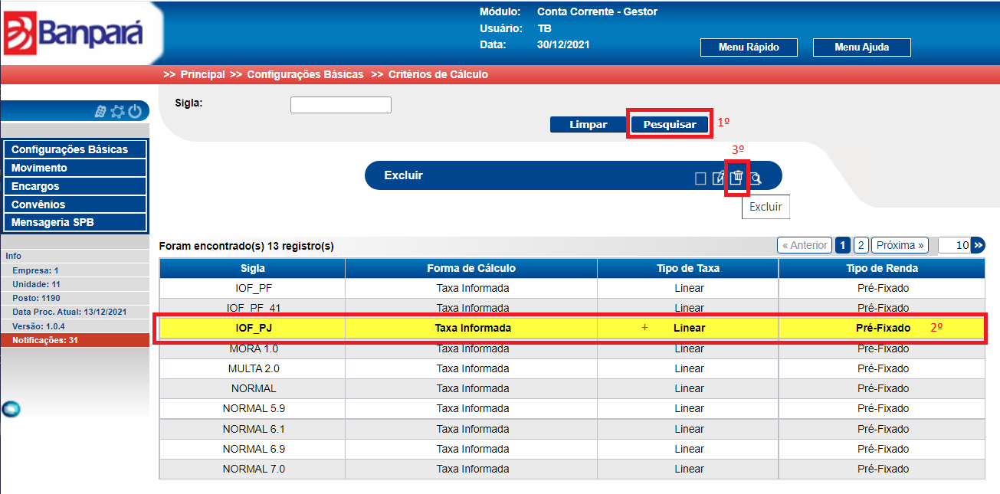 Banpará
Módulo: Conta Corrente - Gestor
Usuário: TB
Data: 30/12/2021
Menu Rápido Menu Ajuda
>> Principal >> Configurações Básicas >> Critérios de Cálculo
Sigla:
Limpar Pesquisar 1º
3º
Excluir
Excluir
Configurações Básicas
Movimento
Encargos
Convênios
Mensageria SPB
Info
Empresa: 1
Unidade: 11
Posto: 1190
Data Proc. Atual: 13/12/2021
Versão: 1.0.4
Notificações: 31
Foram encontrado(s) 13 registro(s) « Anterior 1 2 Próxima » 10 »
Sigla Forma de Cálculo Tipo de Taxa Tipo de Renda
IOF_PF Taxa Informada Linear Pré-Fixado
IOF_PF_41 Taxa Informada Linear Pré-Fixado
IOF_PJ Taxa Informada + Linear Pré-Fixado 2º
MORA 1.0 Taxa Informada Linear Pré-Fixado
MULTA 2.0 Taxa Informada Linear Pré-Fixado
NORMAL Taxa Informada Linear Pré-Fixado
NORMAL 5.9 Taxa Informada Linear Pré-Fixado
NORMAL 6.1 Taxa Informada Linear Pré-Fixado
NORMAL 6.9 Taxa Informada Linear Pré-Fixado
NORMAL 7.0 Taxa Informada Linear Pré-Fixado